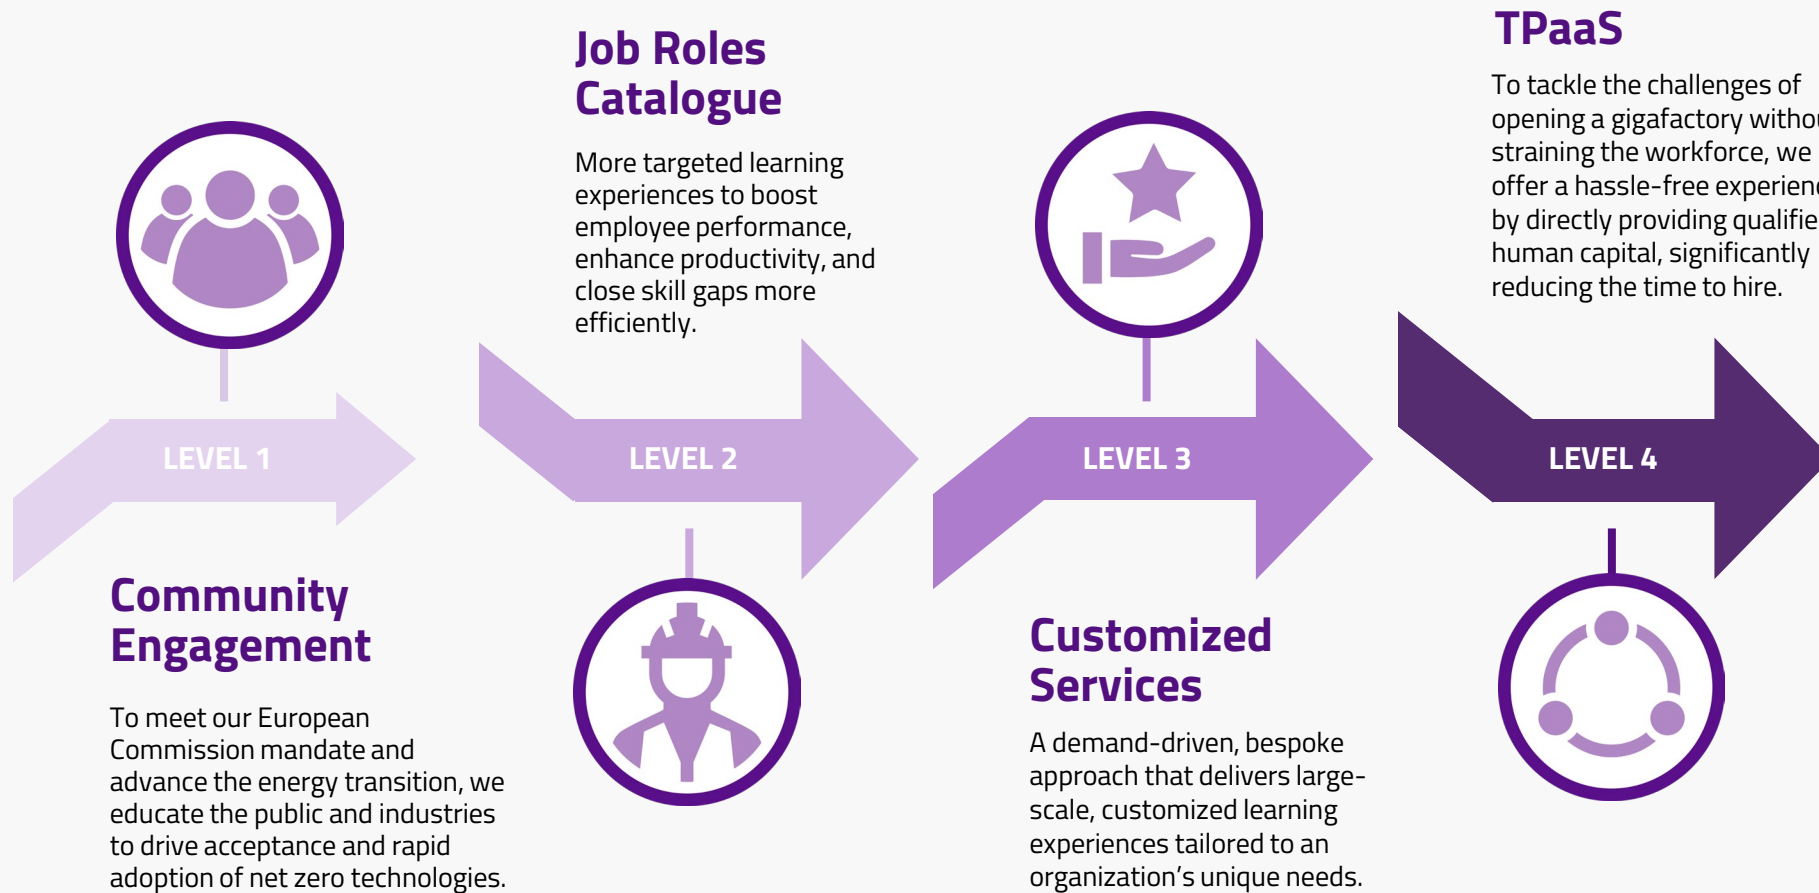 LEVEL 1
Community
Engagement
To meet our European
Commission mandate and
advance the energy transition, we
educate the public and industries
to drive acceptance and rapid
adoption of net zero technologies.
Job Roles
Catalogue
More targeted learning
experiences to boost
employee performance,
enhance productivity, and
close skill gaps more
efficiently.
LEVEL 2
LEVEL 3
Customized
Services
A demand-driven, bespoke
approach that delivers large-
scale, customized learning
experiences tailored to an
organization's unique needs.
TPaaS
To tackle the challenges of
opening a gigafactory withou
straining the workforce, we
offer a hassle-free experienc
by directly providing qualifie
human capital, significantly
reducing the time to hire.
LEVEL 4